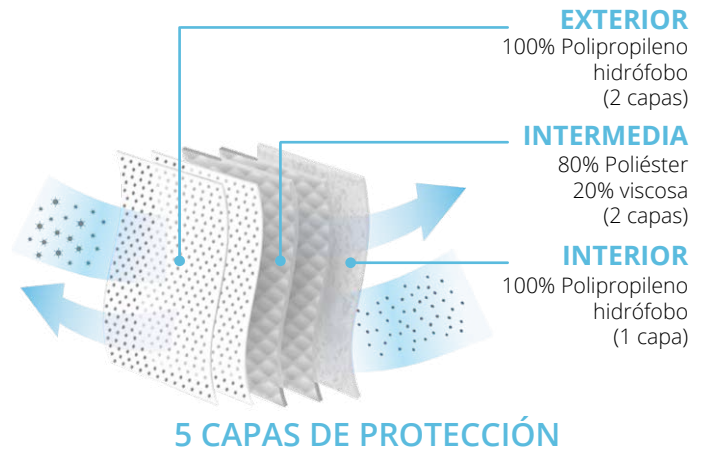 EXTERIOR
100% Polipropileno
hidrófobo
(2 capas)
INTERMEDIA
80% Poliéster
20% viscosa
(2 capas)
INTERIOR
100% Polipropileno
hidrófobo
(1 capa)
5 CAPAS DE PROTECCIÓN